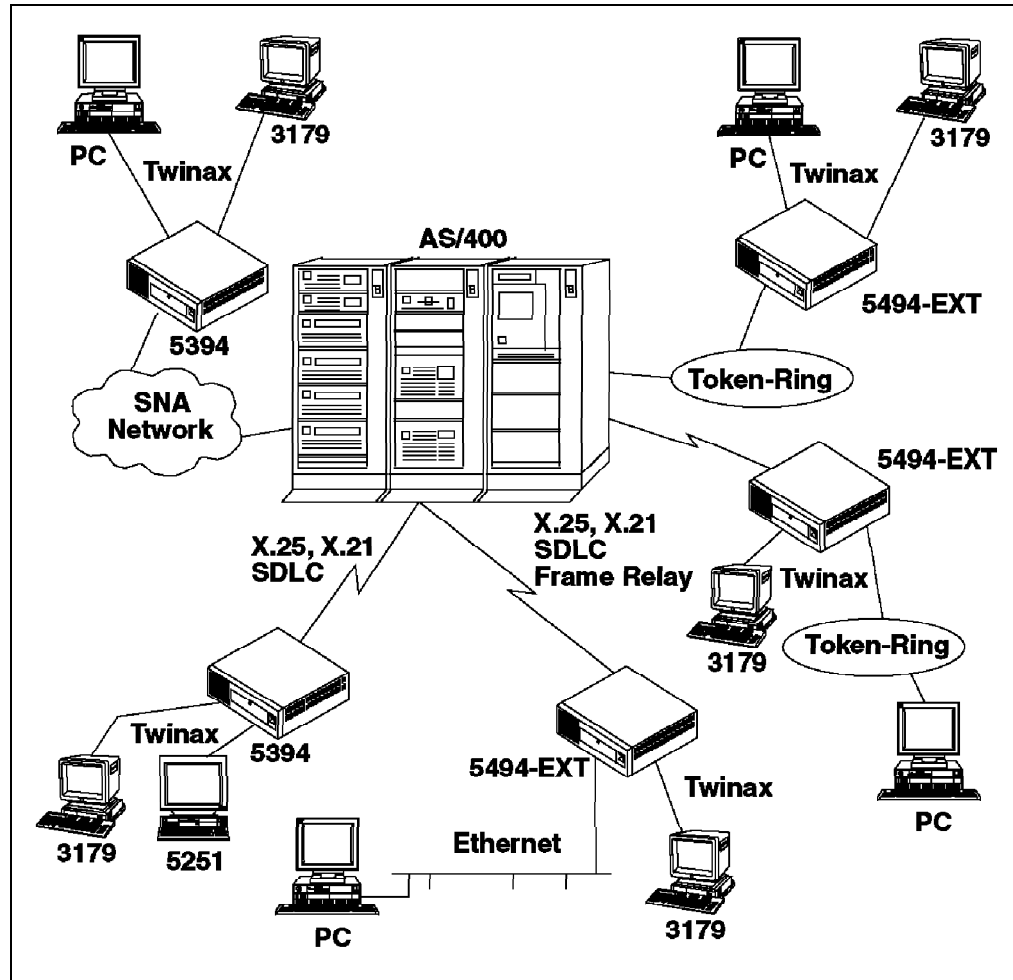 3179
PC
Twinax
5394
SNA
Network
AS/400
3179
PC
Twinax
5494-EXT
Token-Ring
5494-EXT
Twinax
3179
Token-Ring
PC
X.25, X.21
SDLC
X.25, X.21
SDLC
Frame Relay
Twinax
5394
3179
5251
5494-EXT
Twinax
Ethernet
PC
3179